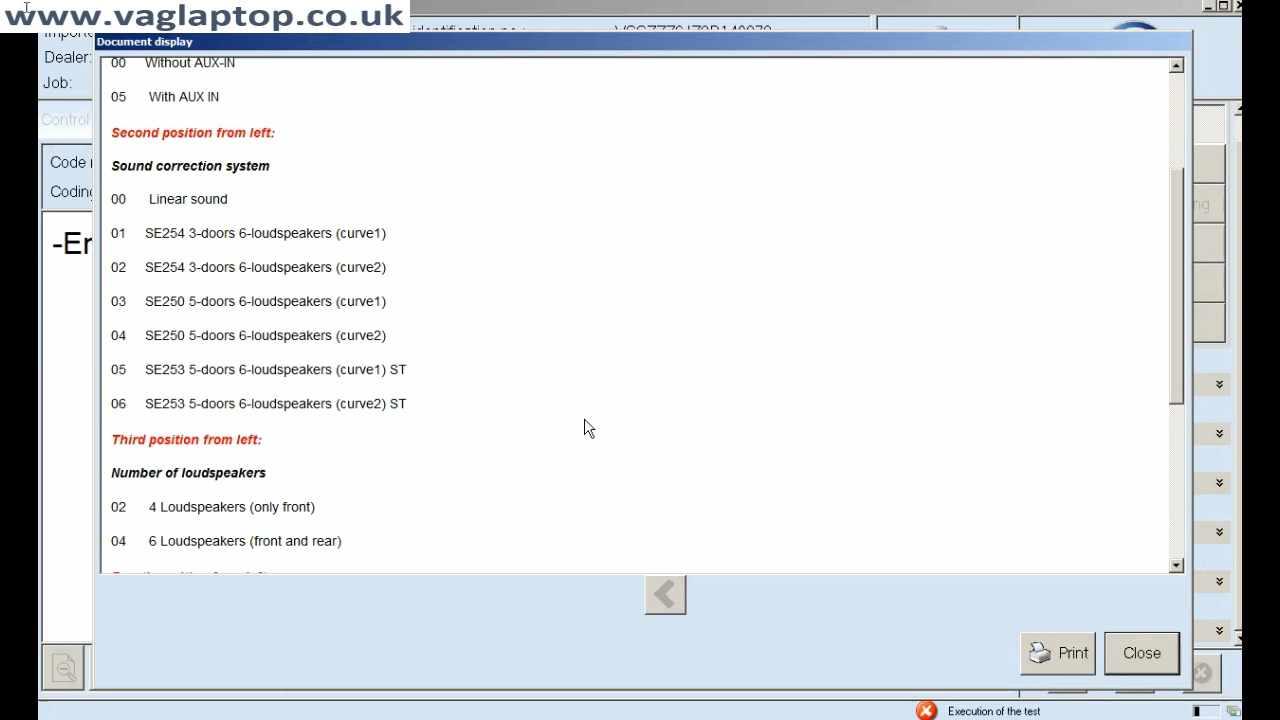 www.vaglaptop.co.uk
Dealer:
Job:
Control
Code
Coding
-Er
Document display
00 Without AUX-IN
05 With AUX IN
Second position from left:
Sound correction system
00 Linear sound
01 SE254 3-doors 6-loudspeakers (curve1)
02 SE254 3-doors 6-loudspeakers (curve2)
03 SE250 5-doors 6-loudspeakers (curve1)
04 SE250 5-doors 6-loudspeakers (curve2)
05 SE253 5-doors 6-loudspeakers (curve1) ST
06 SE253 5-doors 6-loudspeakers (curve2) ST
Third position from left:
Number of loudspeakers
02 4 Loudspeakers (only front)
04 6 Loudspeakers (front and rear)
Print
Close
Execution of the test